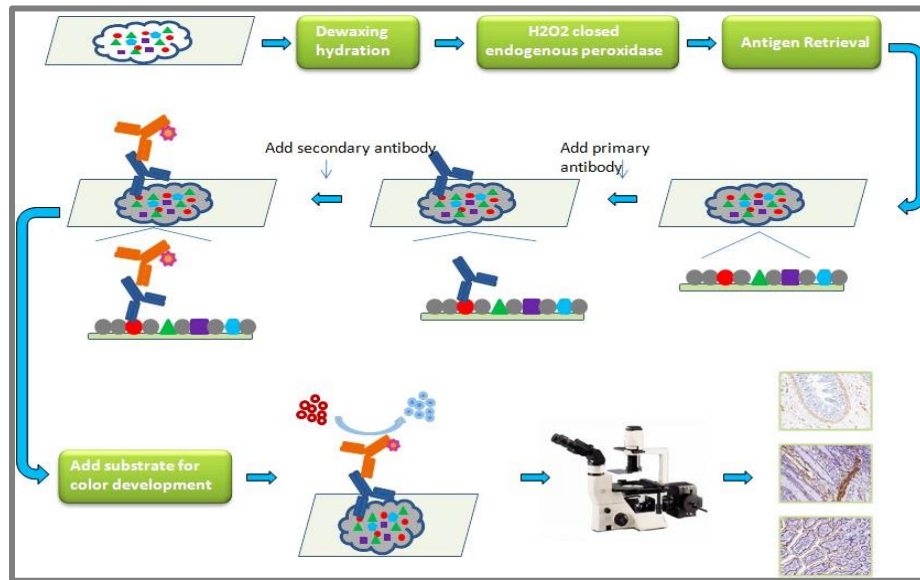 Dewaxing
hydration
H2O2 closed
endogenous peroxidase
Antigen Retrieval
Add secondary antibody
Add primary
antibody
Add substrate for
color development